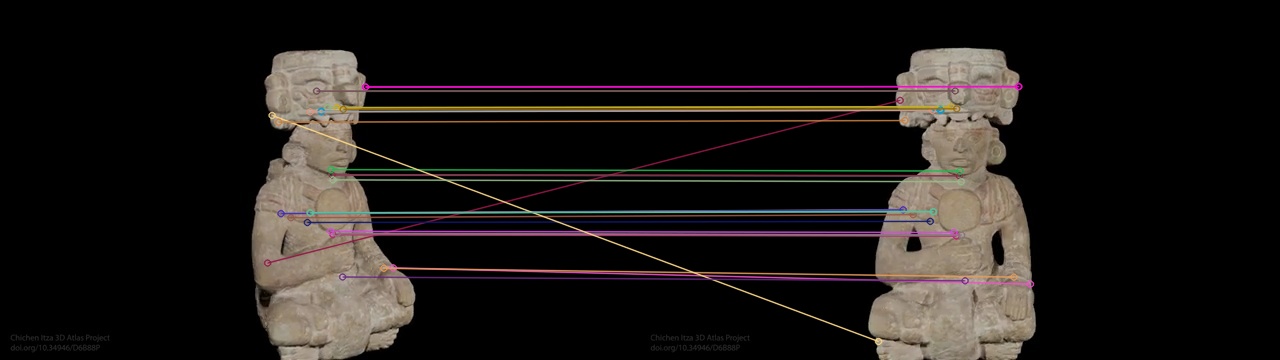 Chichen Itza 3D Atlas Project
doi.org/10.34946/D6B88P
Chichen Itza 3D Atlas Project
doi.org/10.34946/D6B88P